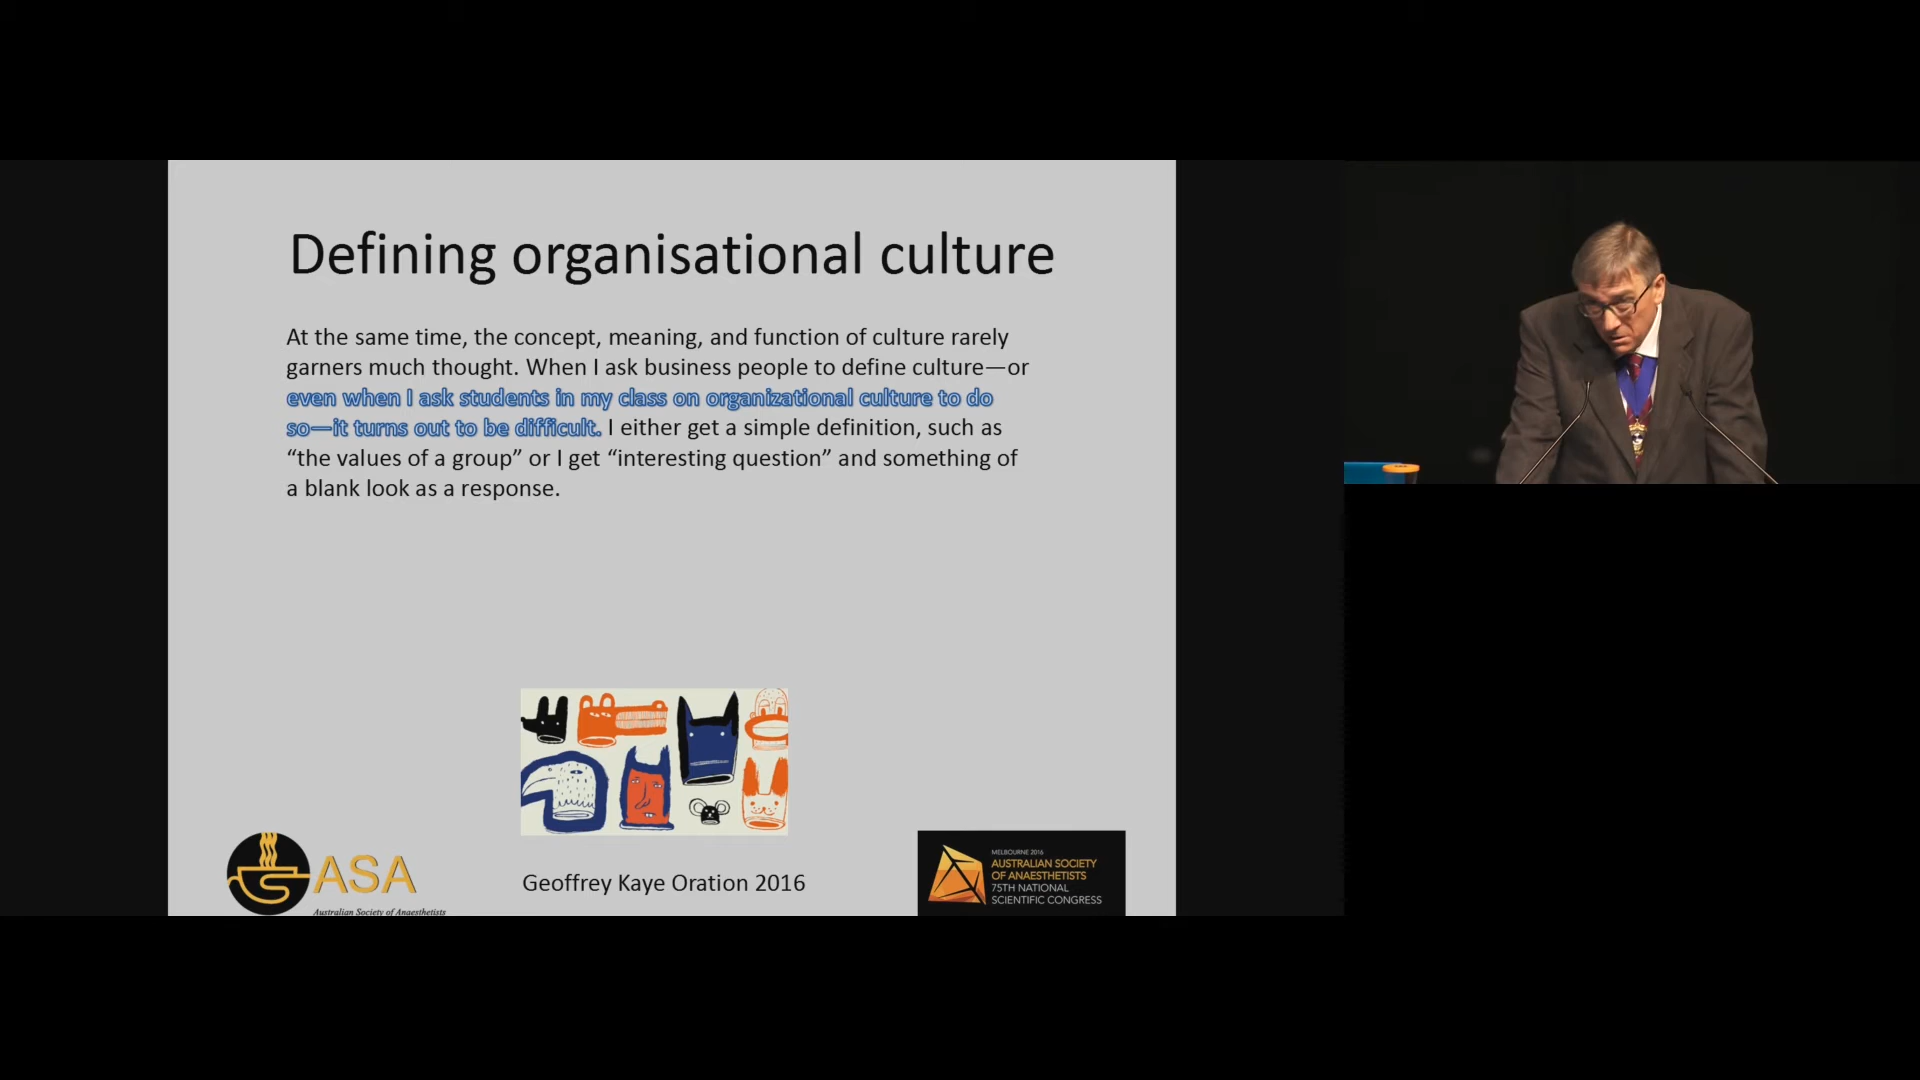 Defining organisational culture
At the same time, the concept, meaning, and function of culture rarely
garners much thought. When I ask business people to define culture—or
even when I ask students in my class on organizational culture to do
so—it turns out to be difficult. I either get a simple definition, such as
“the values of a group” or I get “interesting question” and something of
a blank look as a response.
ASA
Australian Society of Anaesthetists
Geoffrey Kaye Oration 2016
MELBOURNE 2016
AUSTRALIAN SOCIETY
OF ANAESTHETISTS
75TH NATIONAL
SCIENTIFIC CONGRESS